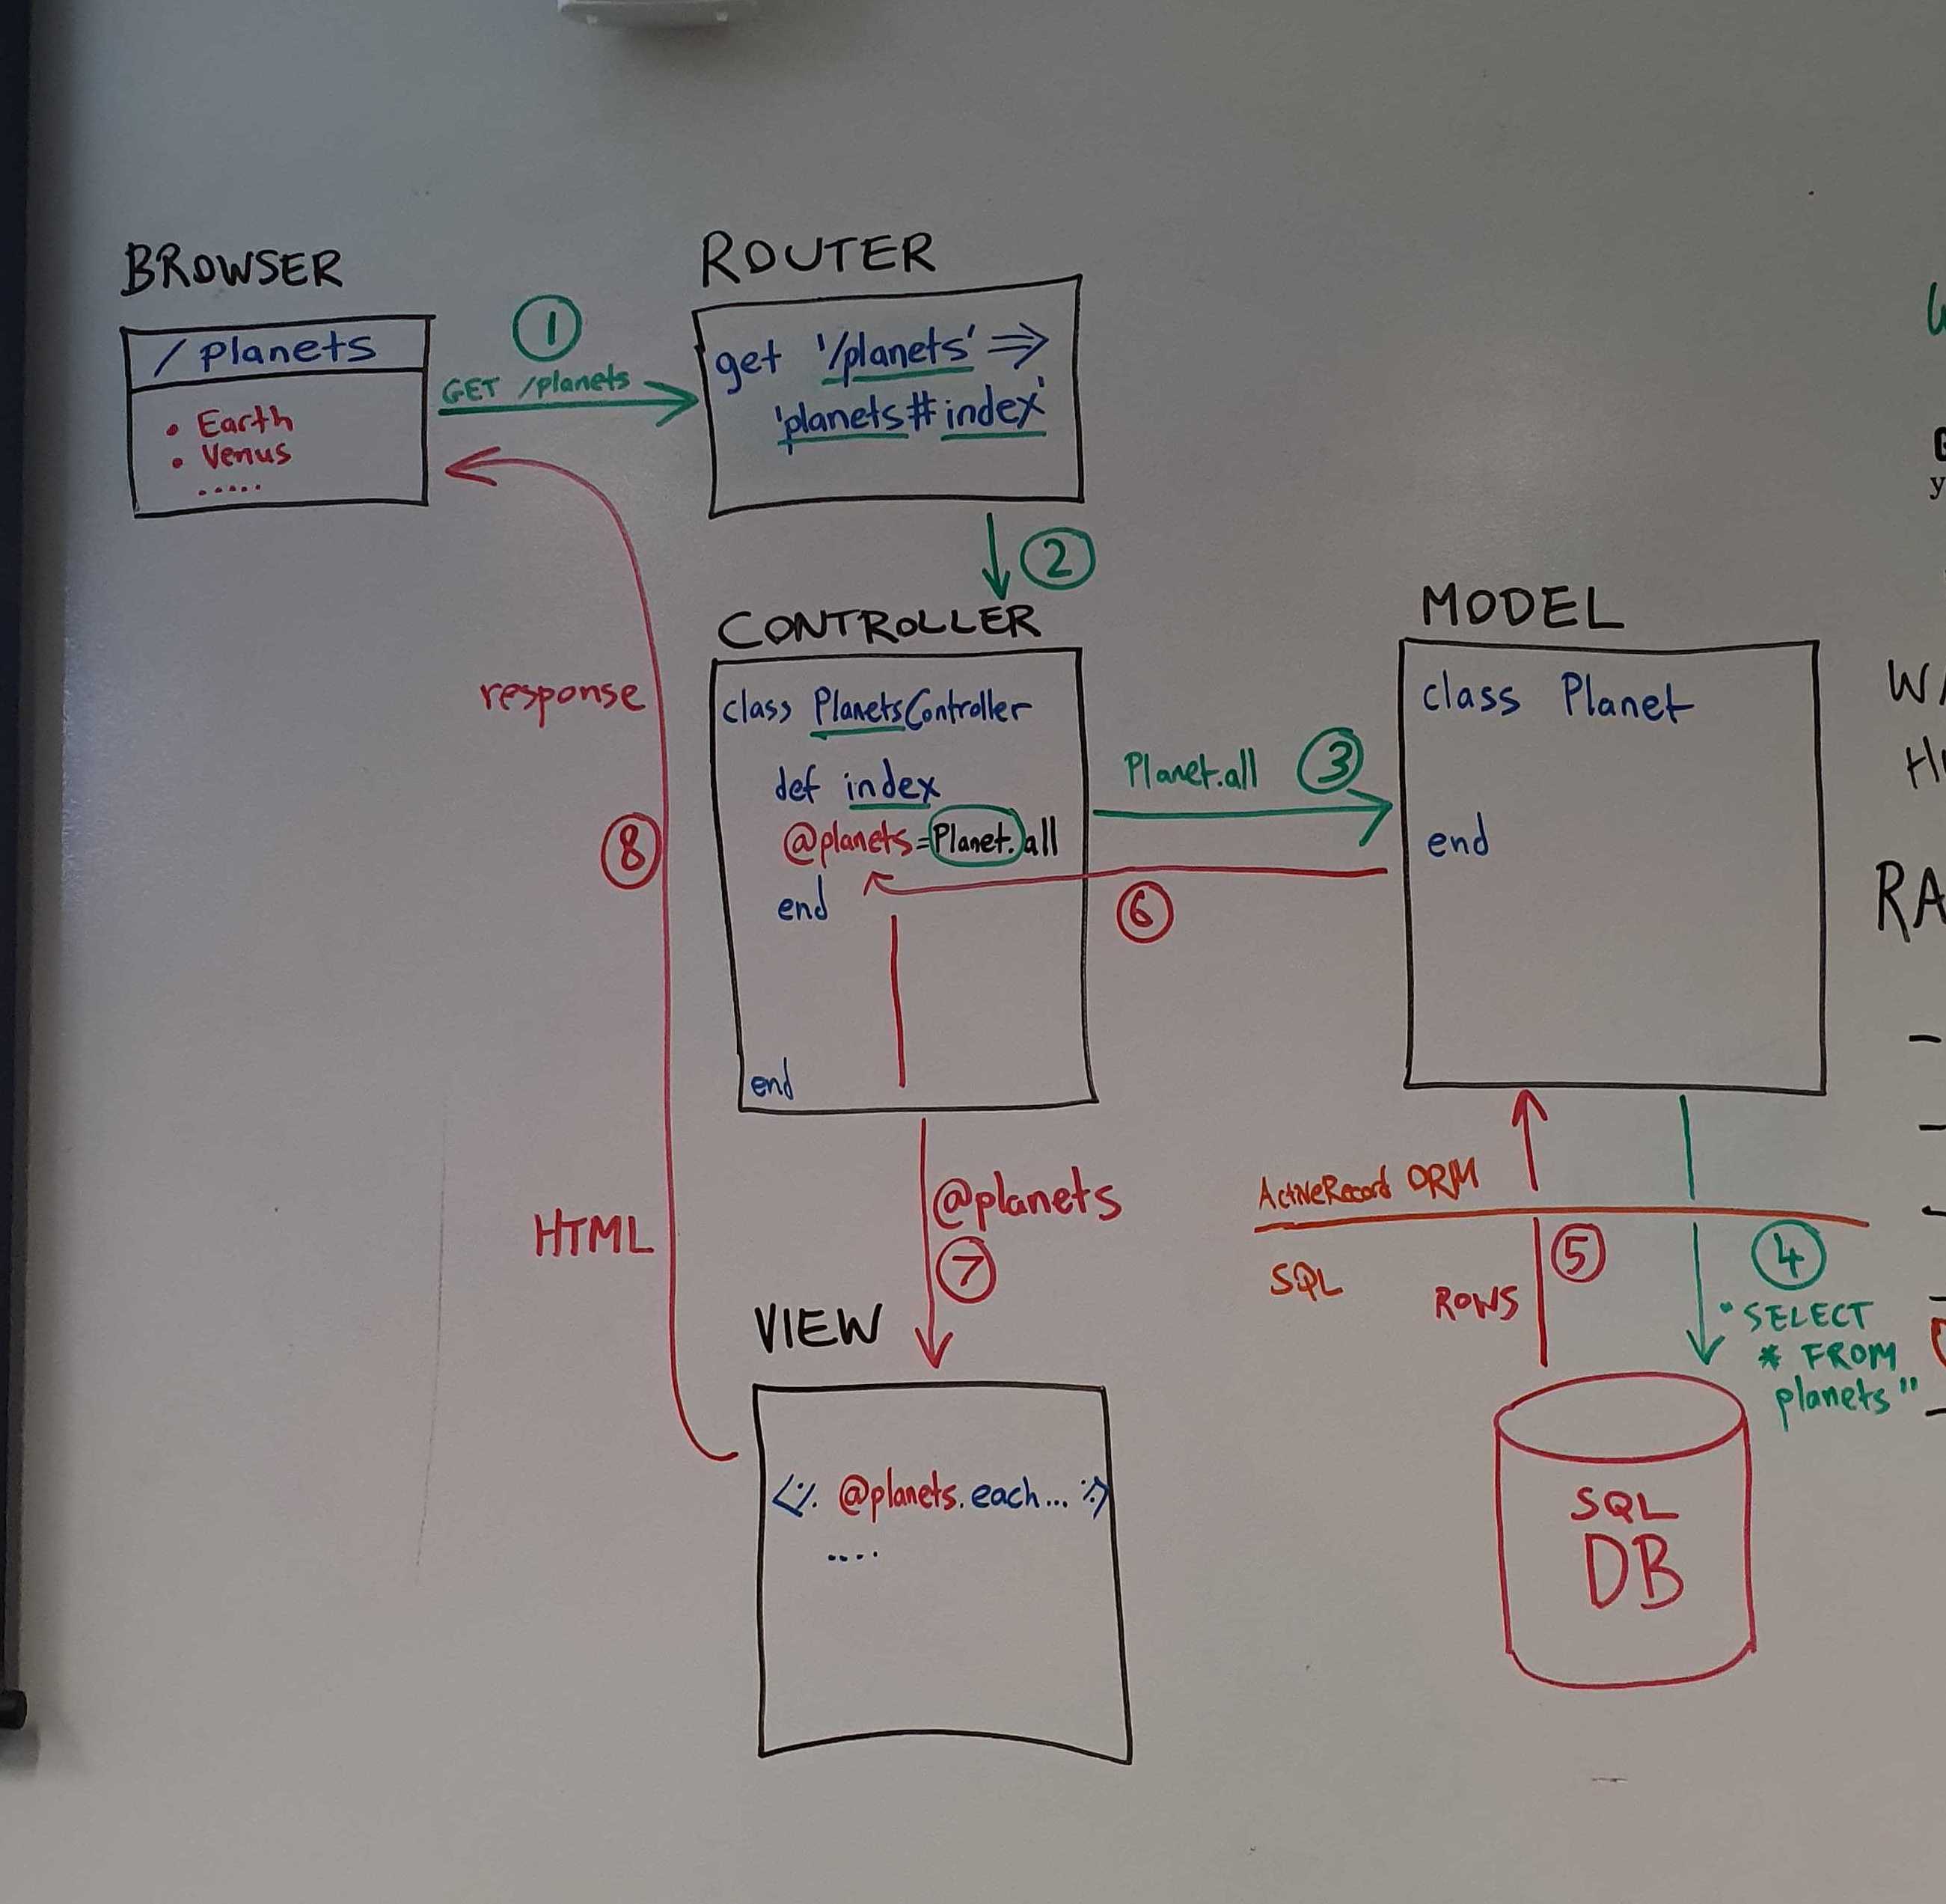 BROWSER
/planets
• Earth
• Venus
.....
①
GET /planets
ROUTER
get '/planets' =>
'planets#index'
②
CONTROLLER
class PlanetsController
def index
@planets=Planet.all
end
end
Planet.all ③
⑥
MODEL
class Planet
end
ActiveRecord ORM
SQL
④
"SELECT
* FROM
planets"
⑤
ROWS
SQL
DB
@planets
⑦
VIEW
<% @planets.each... %>
....
response
⑧
HTML
RA